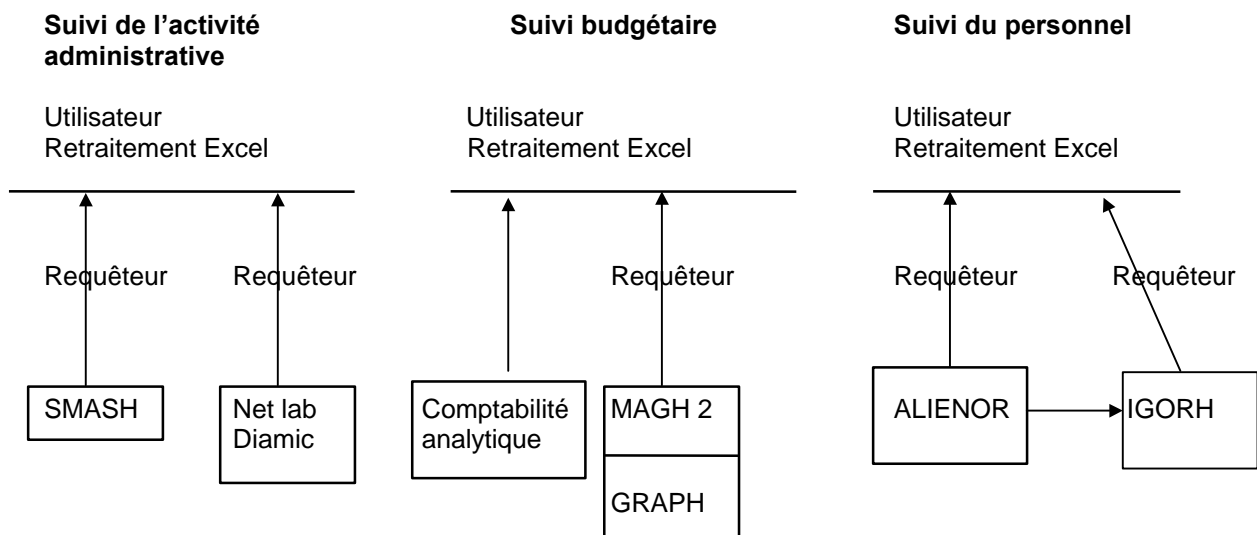 Suivi de l’activité
administrative
Utilisateur
Retraitement Excel
Requêteur
Requêteur
SMASH
Net lab
Diamic
Suivi budgétaire
Utilisateur
Retraitement Excel
Requêteur
Comptabilité
analytique
MAGH 2
GRAPH
Suivi du personnel
Utilisateur
Retraitement Excel
Requêteur
Requêteur
ALIENOR
IGORH